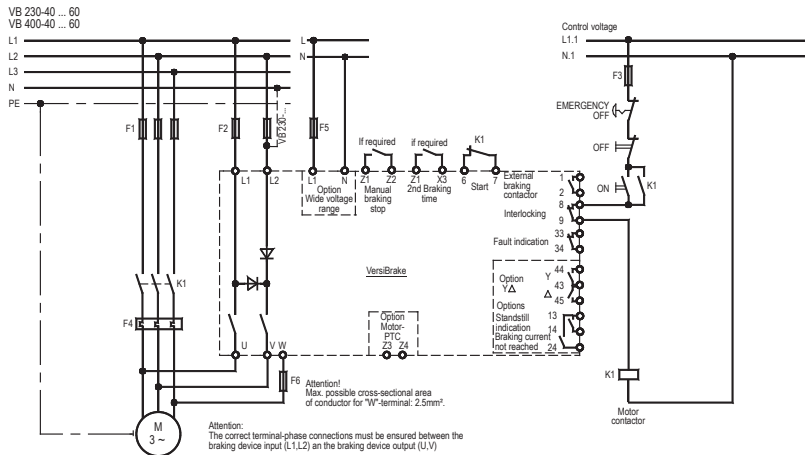 VB 230-40 ... 60
VB 400-40 ... 60
L1
L2
L3
N
PE
L
N
Control voltage
L1.1
N.1
F1
F2
VB 230-...
F5
F3
EMERGENCY
OFF
OFF
ON
K1
If required
if required
K1
L1
L2
L1
N
Z1
Z2
Z1
X3
6
7
Option
Wide voltage
range
Manual
braking
stop
2nd Braking
time
Start
External
braking
contactor
1
2
8
Interlocking
9
33
Fault indication
34
VersiBrake
Option
Y△
Y
△
44
43
45
Options
Standstill
indication
Braking current
not reached
13
14
24
K1
F4
Option
Motor-
PTC
Z3
Z4
U
V
W
F6
Attention!
Max. possible cross-sectional area
of conductor for "W"-terminal: 2.5mm².
K1
Motor
contactor
M
3 ~
Attention:
The correct terminal-phase connections must be ensured between the
braking device input (L1,L2) an the braking device output (U,V)